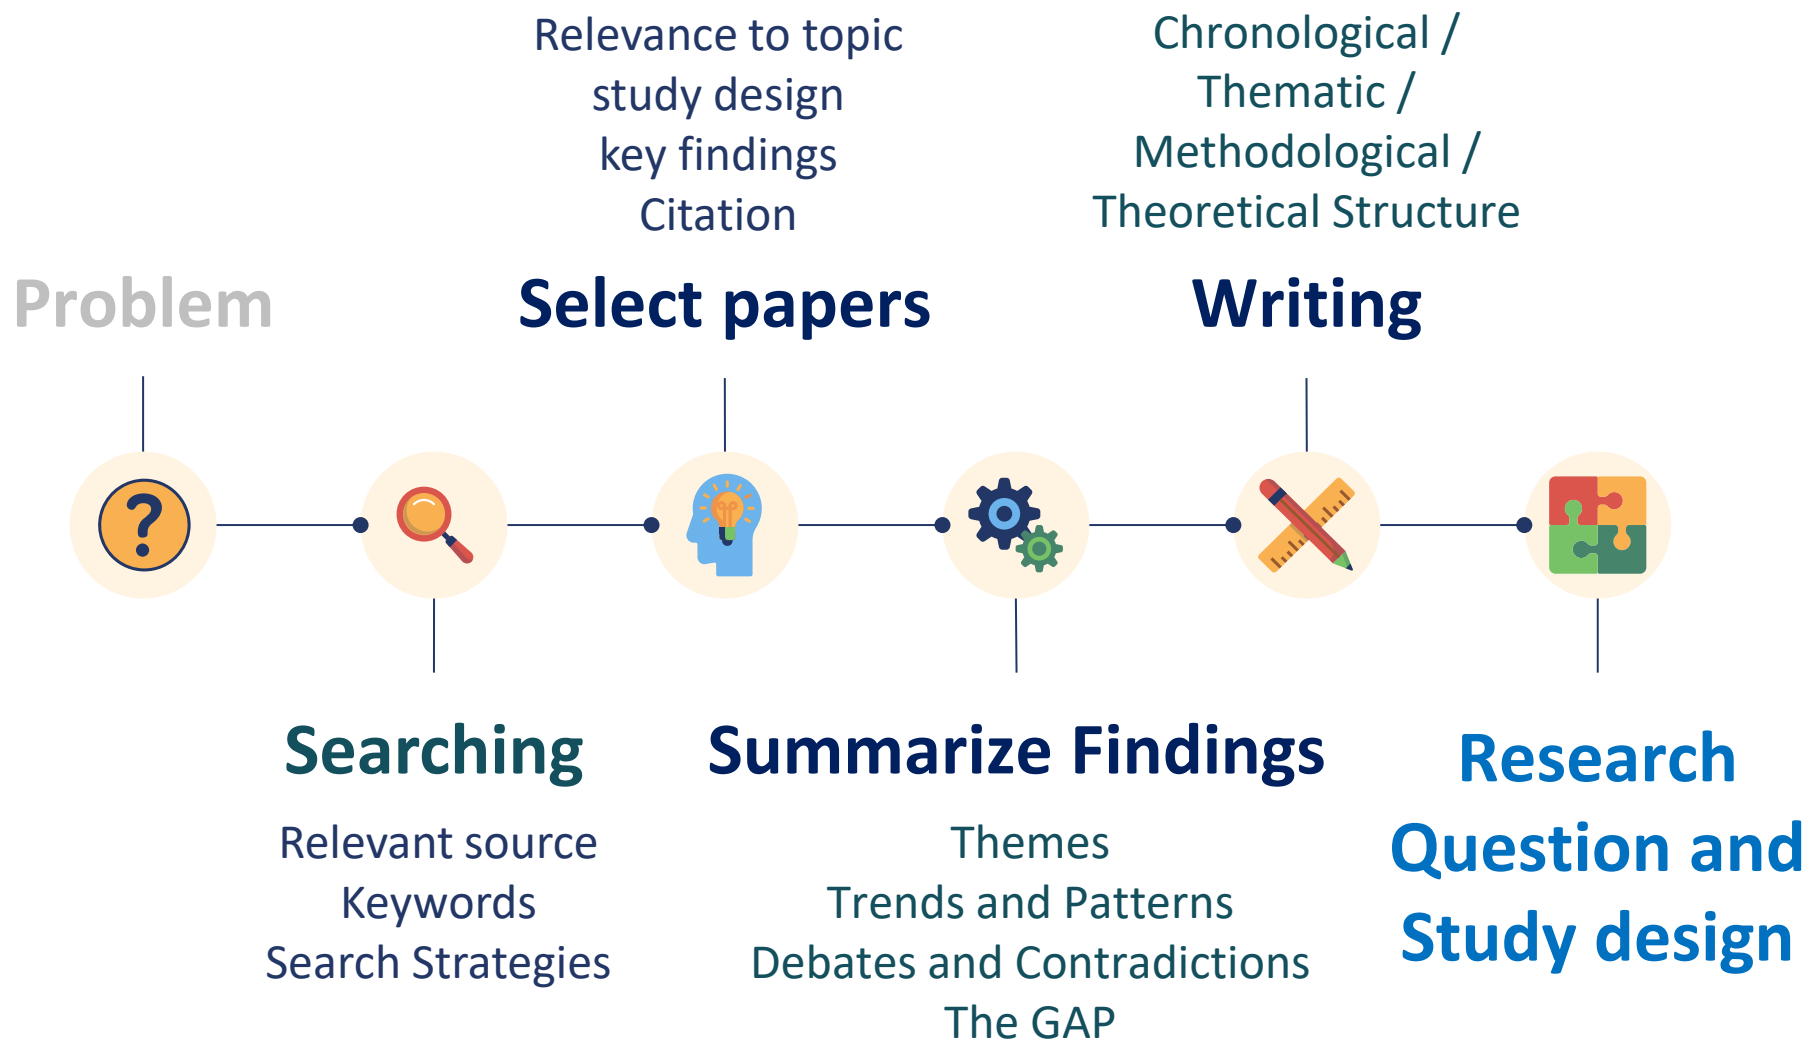 Problem
Searching
Relevant source
Keywords
Search Strategies
Relevance to topic
study design
key findings
Citation
Select papers
Summarize Findings
Themes
Trends and Patterns
Debates and Contradictions
The GAP
Chronological /
Thematic /
Methodological /
Theoretical Structure
Writing
Research
Question and
Study design